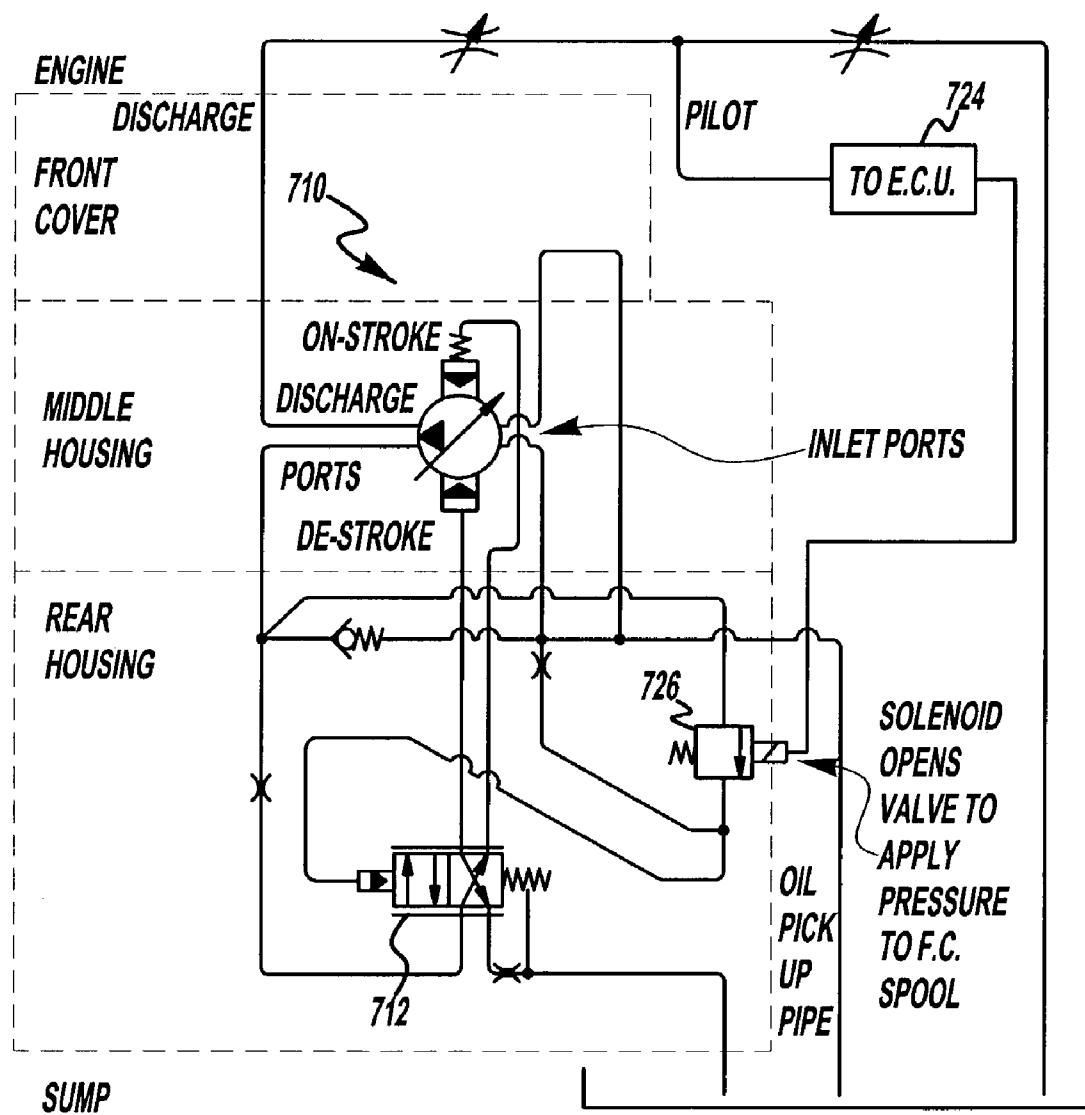 ENGINE
DISCHARGE
PILOT
724
TO E.C.U.
FRONT
COVER
710
ON-STROKE
DISCHARGE
MIDDLE
HOUSING
INLET PORTS
PORTS
DE-STROKE
REAR
HOUSING
726
SOLENOID
OPENS
VALVE TO
APPLY
PRESSURE
TO F.C.
SPOOL
OIL
PICK
UP
PIPE
712
SUMP